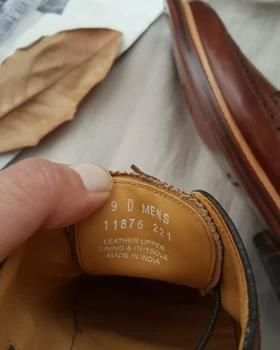 9 D MENS
11876 221
LEATHER UPPER
LINING & OUTSOLE
MADE IN INDIA